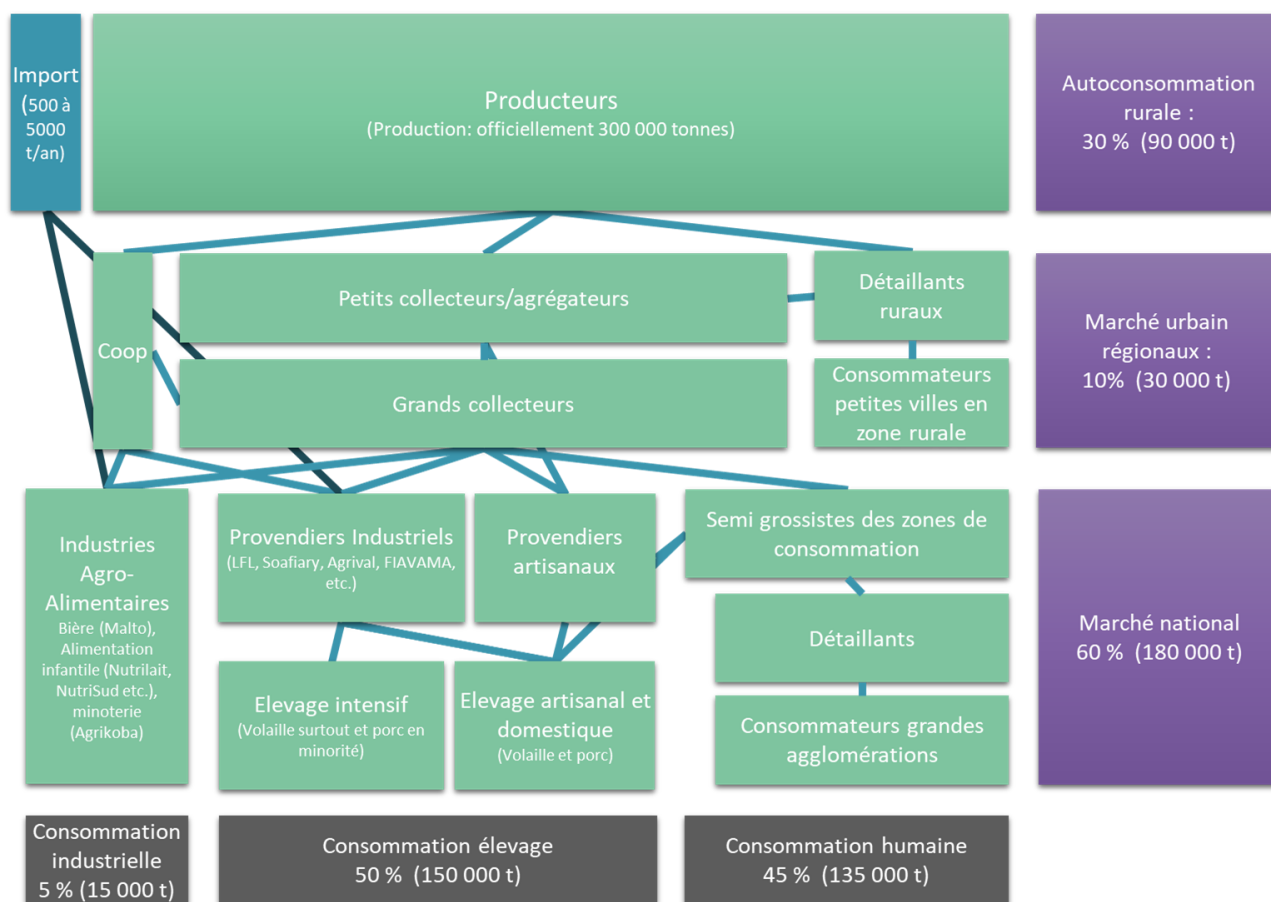 Import
(500 à
5000
t/an)
Producteurs
(Production: officiellement 300 000 tonnes)
Autoconsommation
rurale :
30 % (90 000 t)
Coop
Petits collecteurs/agrégateurs
Détaillants
ruraux
Grands collecteurs
Consommateurs
petites villes en
zone rurale
Marché urbain
régionaux :
10% (30 000 t)
Industries
Agro-
Alimentaires
Bière (Malto),
Alimentation
infantile (Nutrilait,
NutriSud etc.),
minoterie
(Agrikoba)
Provendiers Industriels
(LFL, Soafiary, Agrival, FIAVAMA,
etc.)
Provendiers
artisanaux
Semi grossistes des zones de
consommation
Détaillants
Elevage intensif
(Volaille surtout et porc en
minorité)
Elevage artisanal et
domestique
(Volaille et porc)
Consommateurs grandes
agglomérations
Marché national
60 % (180 000 t)
Consommation
industrielle
5 % (15 000 t)
Consommation élevage
50 % (150 000 t)
Consommation humaine
45 % (135 000 t)